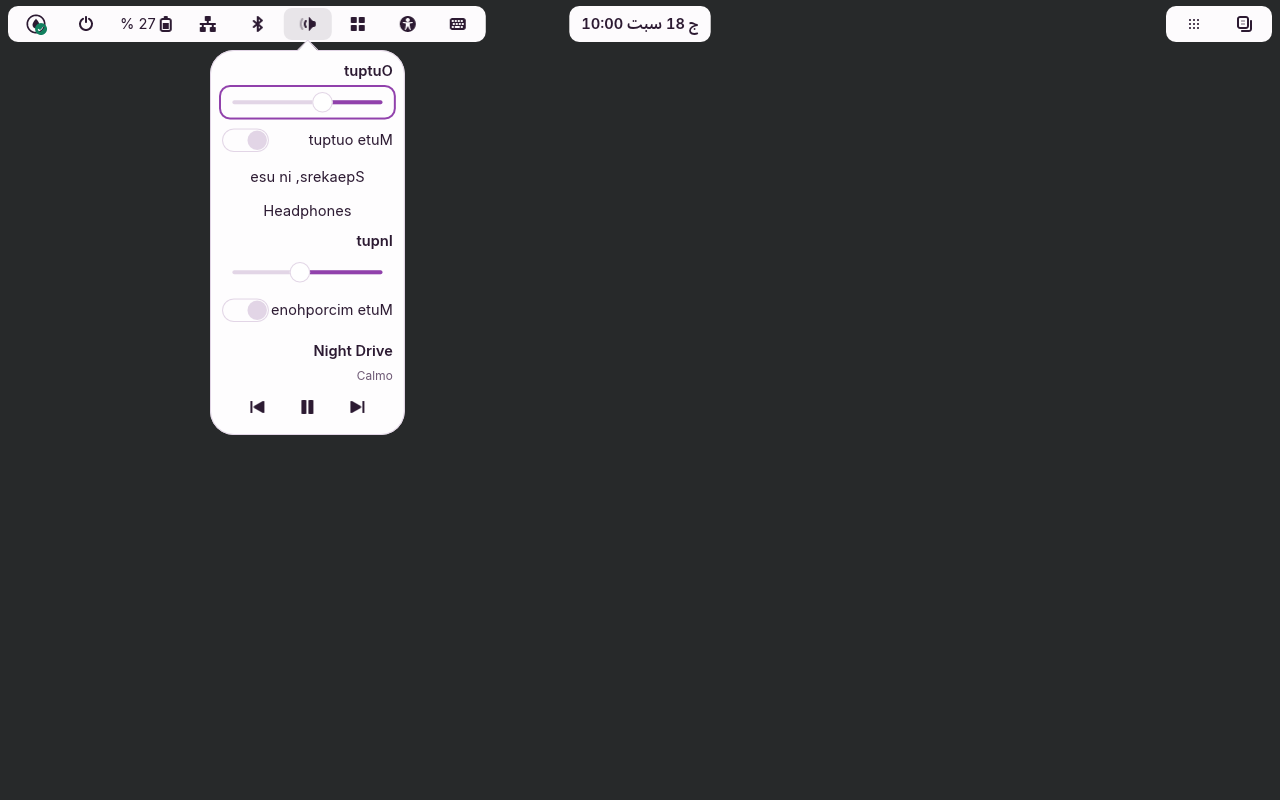 ج 18 سبت 10:00
% 27
tuptuO
tuptuo etuM
esu ni ,srekaepS
Headphones
tupnI
enohporcim etuM
Night Drive
Calmo